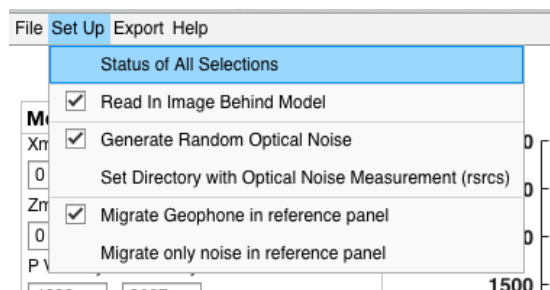 File Set Up Export Help
Status of All Selections
Read In Image Behind Model
Generate Random Optical Noise
Set Directory with Optical Noise Measurement (rsrcs)
Migrate Geophone in reference panel
Migrate only noise in reference panel
0
0
P V
1500